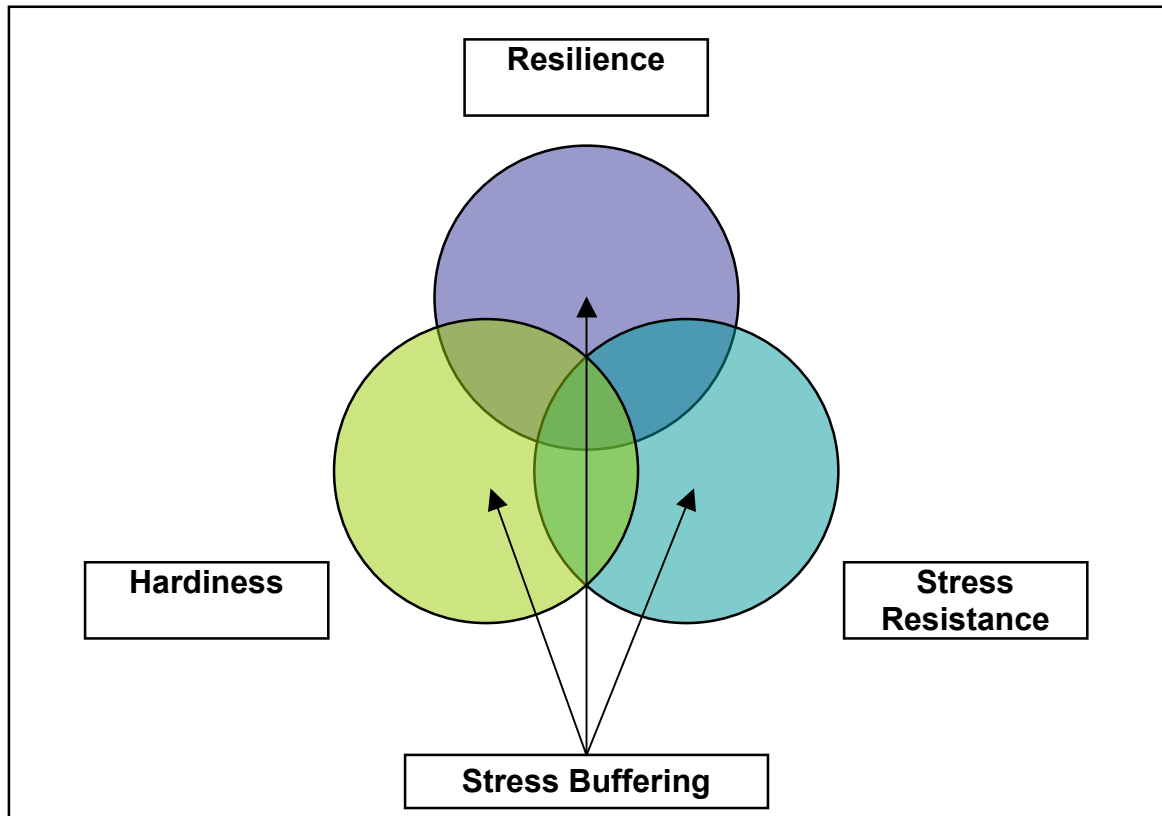 Resilience
Hardiness
Stress
Resistance
Stress Buffering